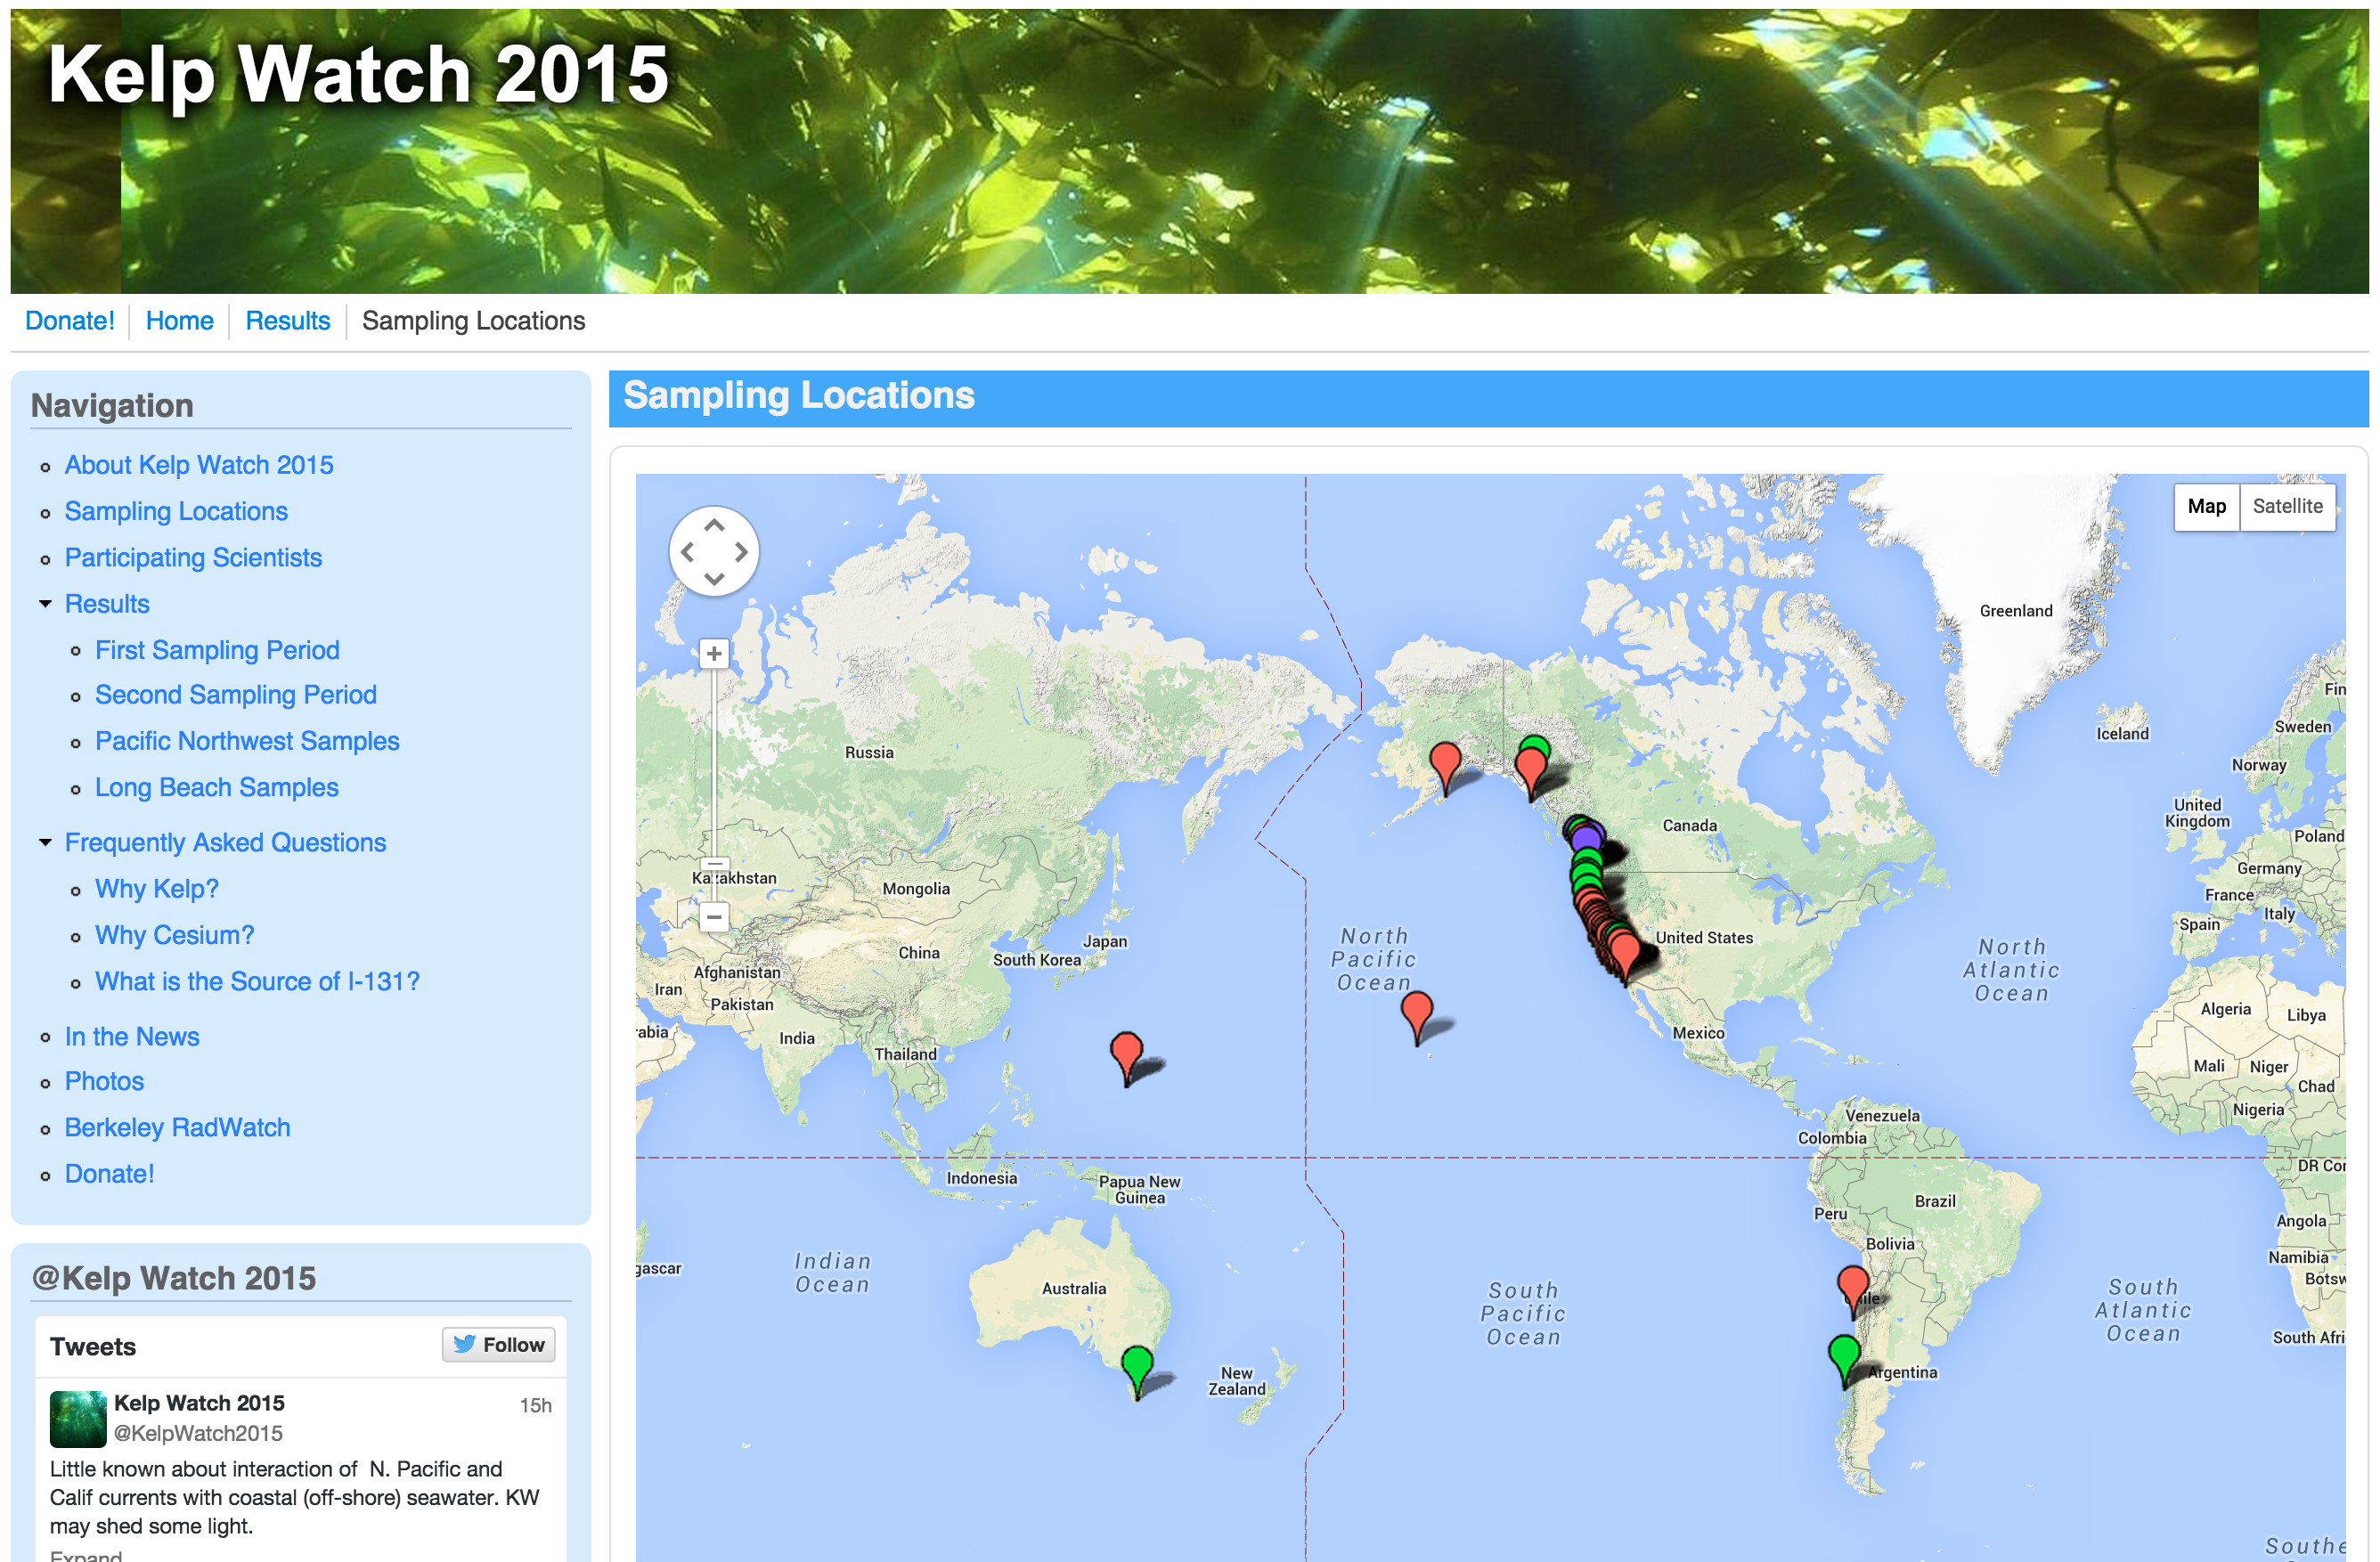 Kelp Watch 2015
Donate!
Home
Results
Sampling Locations
Navigation
About Kelp Watch 2015
Sampling Locations
Participating Scientists
Results
First Sampling Period
Second Sampling Period
Pacific Northwest Samples
Long Beach Samples
Frequently Asked Questions
Why Kelp?
Why Cesium?
What is the Source of I-131?
In the News
Photos
Berkeley RadWatch
Donate!
@Kelp Watch 2015
Tweets
Follow
Kelp Watch 2015
15h
@KelpWatch2015
Little known about interaction of N. Pacific and
Calif currents with coastal (off-shore) seawater. KW
may shed some light.
Expand
Sampling Locations
Map
Satellite
Greenland
Fin
Sweden
Iceland
Russia
Norway
United
Kingdom
Canada
Poland
Kazakhstan
Germany
Mongolia
France
Italy
Spain
Japan
United States
North
Pacific
Ocean
North
Atlantic
Ocean
China
South Korea
Afghanistan
Iran
Pakistan
Algeria
Libya
rabia
India
Mexico
Thailand
Mali
Niger
Chad
Nigeria
Venezuela
Colombia
DR Con
Indonesia
Papua New
Guinea
Brazil
Peru
Angola
Bolivia
Namibia
Botsw
gascar
Indian
Ocean
Australia
South
Pacific
Ocean
South
Atlantic
Ocean
Chile
South Afri
New
Zealand
Argentina
Southe